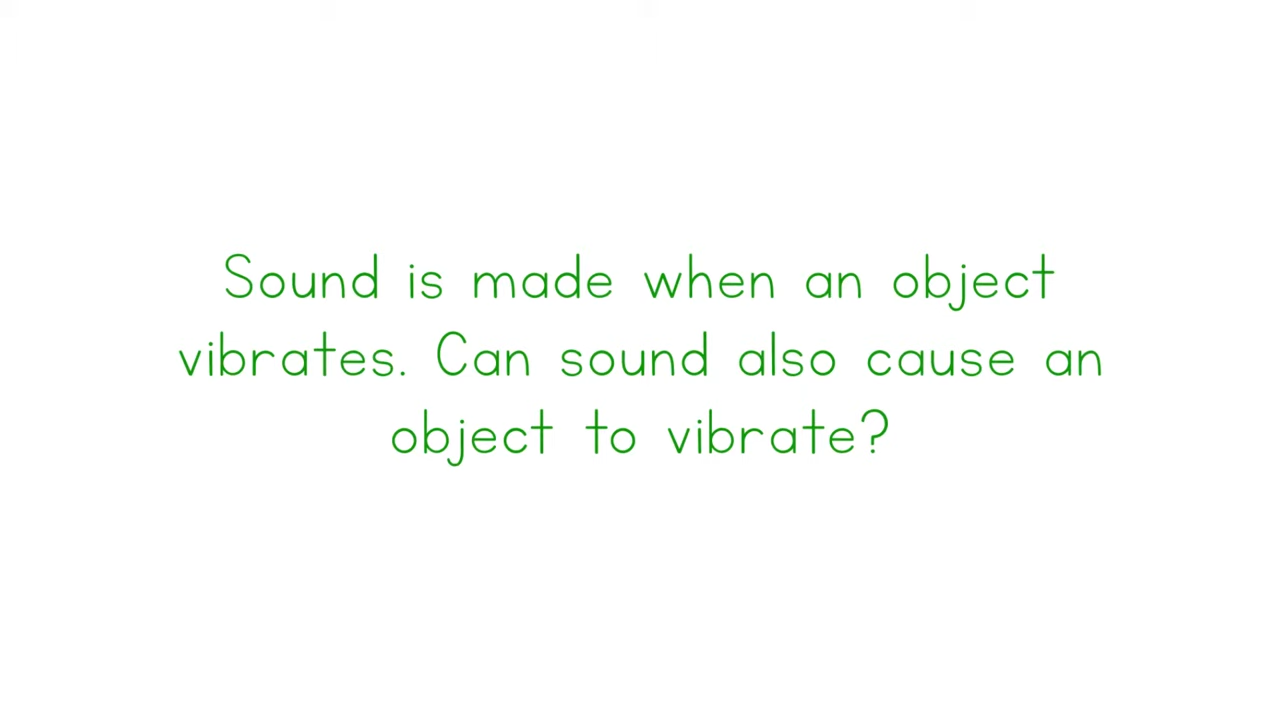 Sound is made when an object
vibrates. Can sound also cause an
object to vibrate?